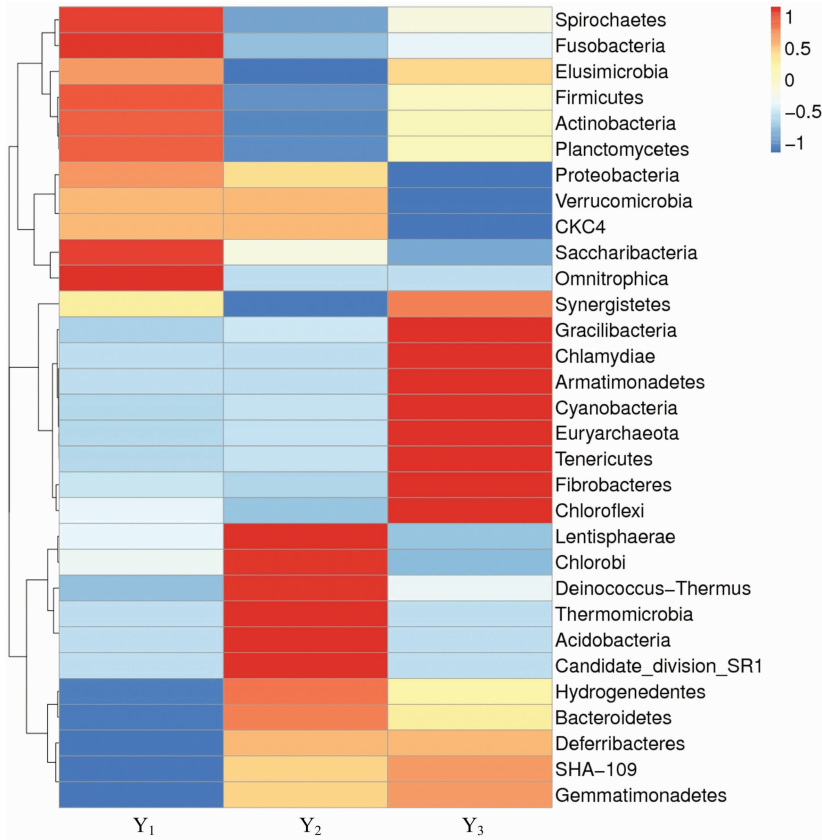 Spirochaetes
Fusobacteria
Elusimicrobia
Firmicutes
Actinobacteria
Planctomycetes
Proteobacteria
Verrucomicrobia
CKC4
Saccharibacteria
Omnitrophica
Synergistetes
Gracilibacteria
Chlamydiae
Armatimonadetes
Cyanobacteria
Euryarchaeota
Tenericutes
Fibrobacteres
Chloroflexi
Lentisphaerae
Chlorobi
Deinococcus−Thermus
Thermomicrobia
Acidobacteria
Candidate_division_SR1
Hydrogenedentes
Bacteroidetes
Deferribacteres
SHA−109
Gemmatimonadetes
1
0.5
0
−0.5
−1
Y₁ Y₂ Y₃